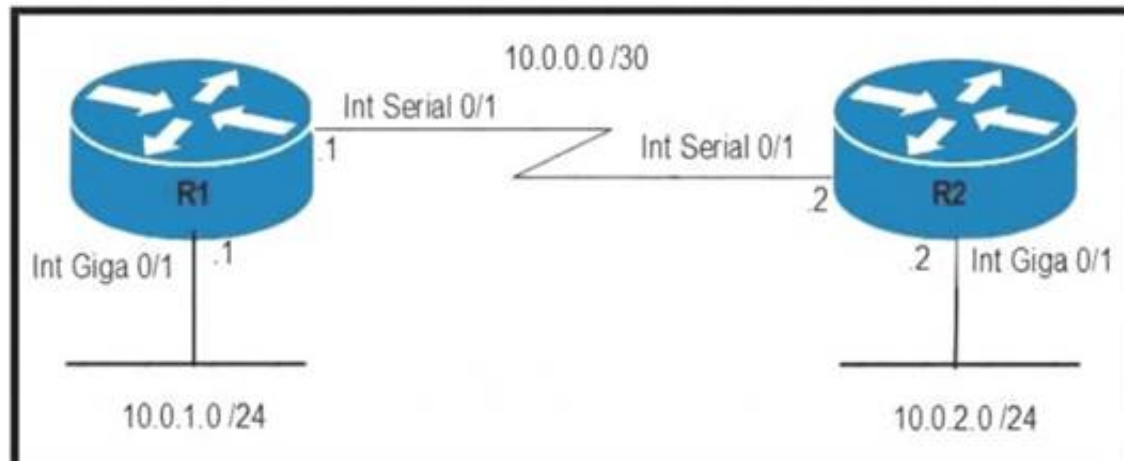 10.0.0.0 /30
Int Serial 0/1
.1
Int Serial 0/1
.2
R1
R2
Int Giga 0/1
.1
.2
Int Giga 0/1
10.0.1.0 /24
10.0.2.0 /24